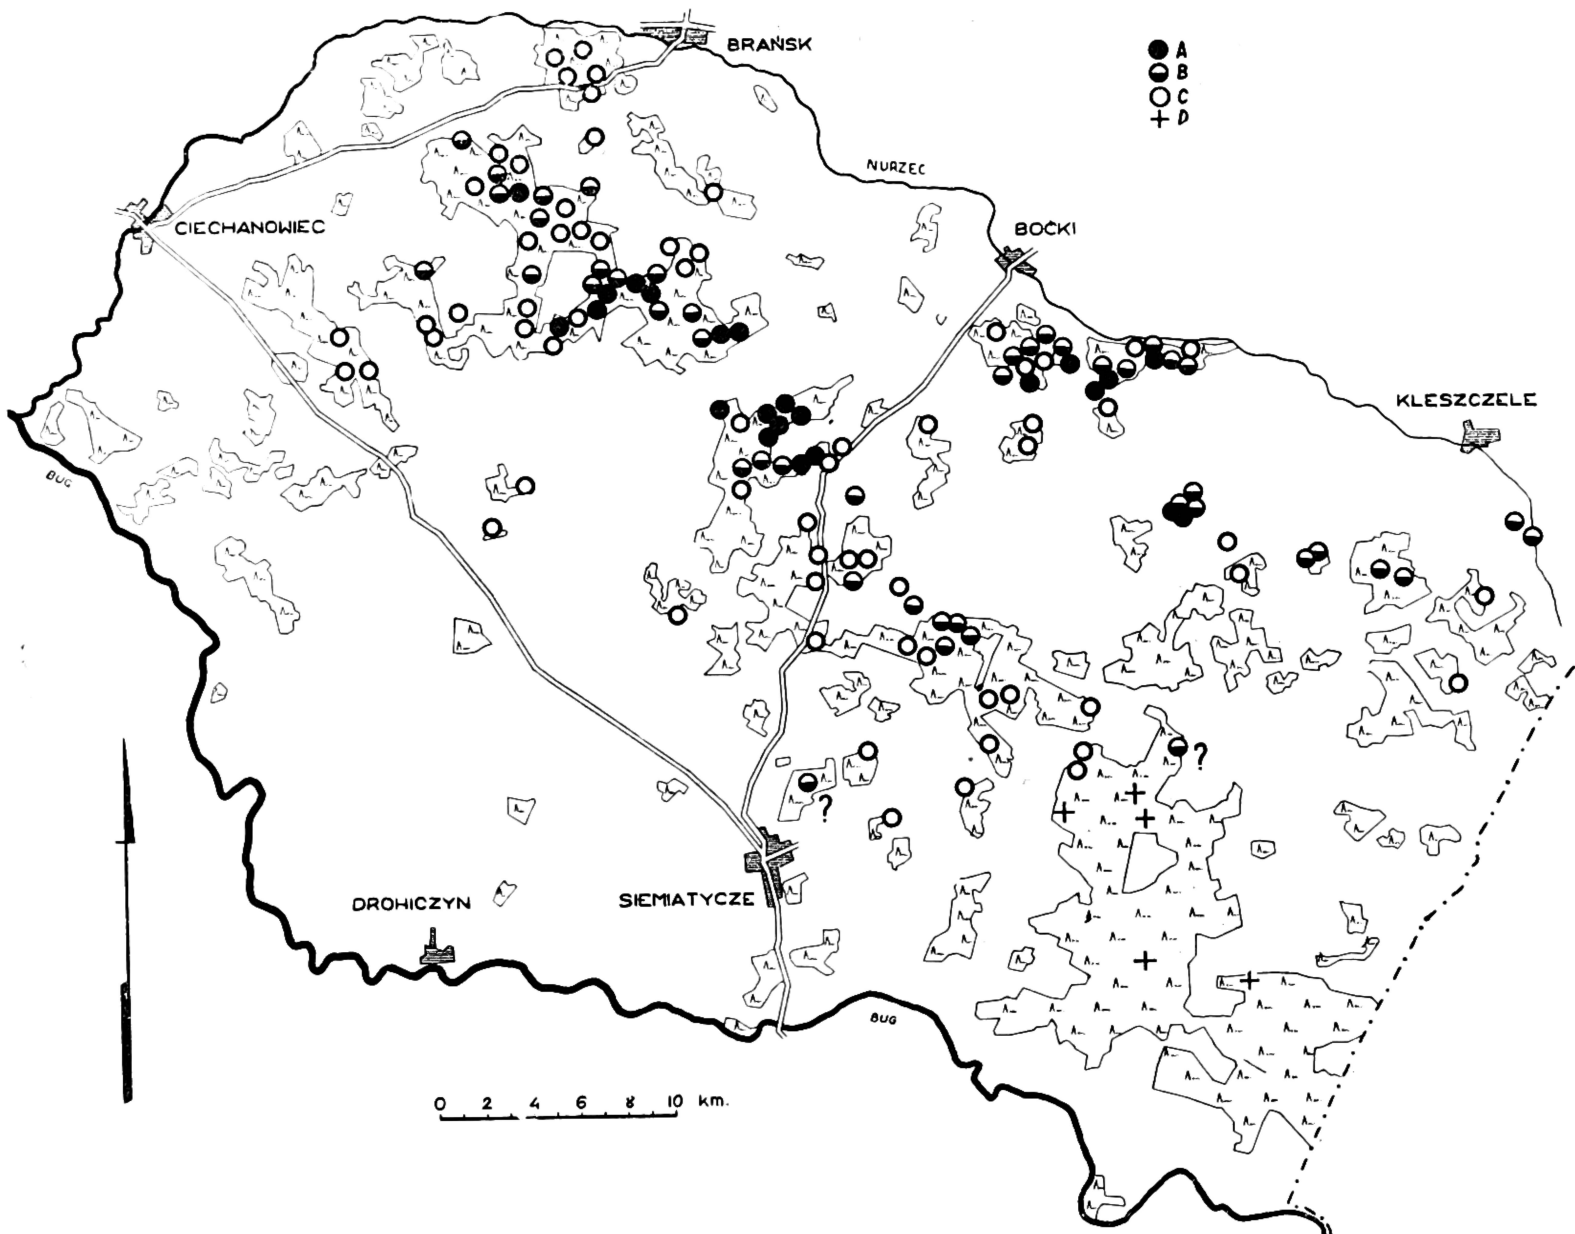 BRAŃSK
A
B
C
D
NURZEC
CIECHANOWIEC
BOĆKI
KLESZCZELE
BUG
?
?
DROHICZYN
SIEMIATYCZE
BUG
0 2 4 6 8 10 km.